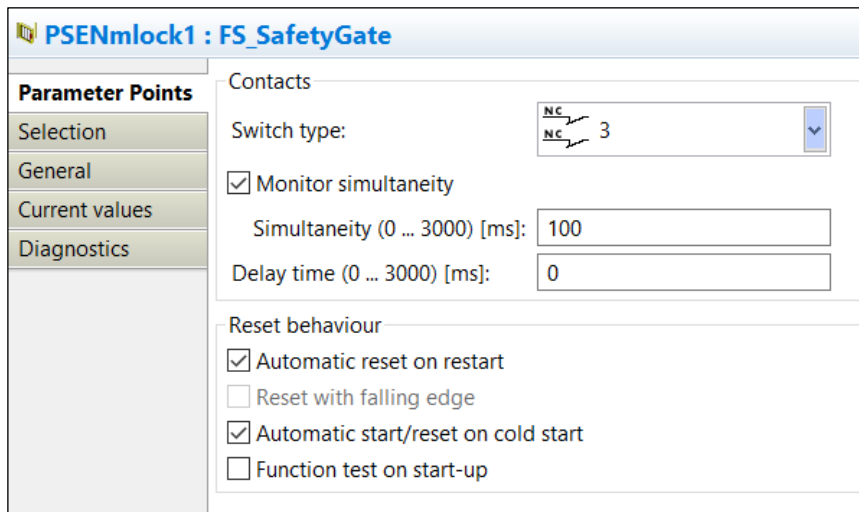 PSENmlock1 : FS_SafetyGate
Parameter Points
Selection
General
Current values
Diagnostics
Contacts
Switch type:
NC
NC
3
Monitor simultaneity
Simultaneity (0 ... 3000) [ms]: 100
Delay time (0 ... 3000) [ms]: 0
Reset behaviour
Automatic reset on restart
Reset with falling edge
Automatic start/reset on cold start
Function test on start-up